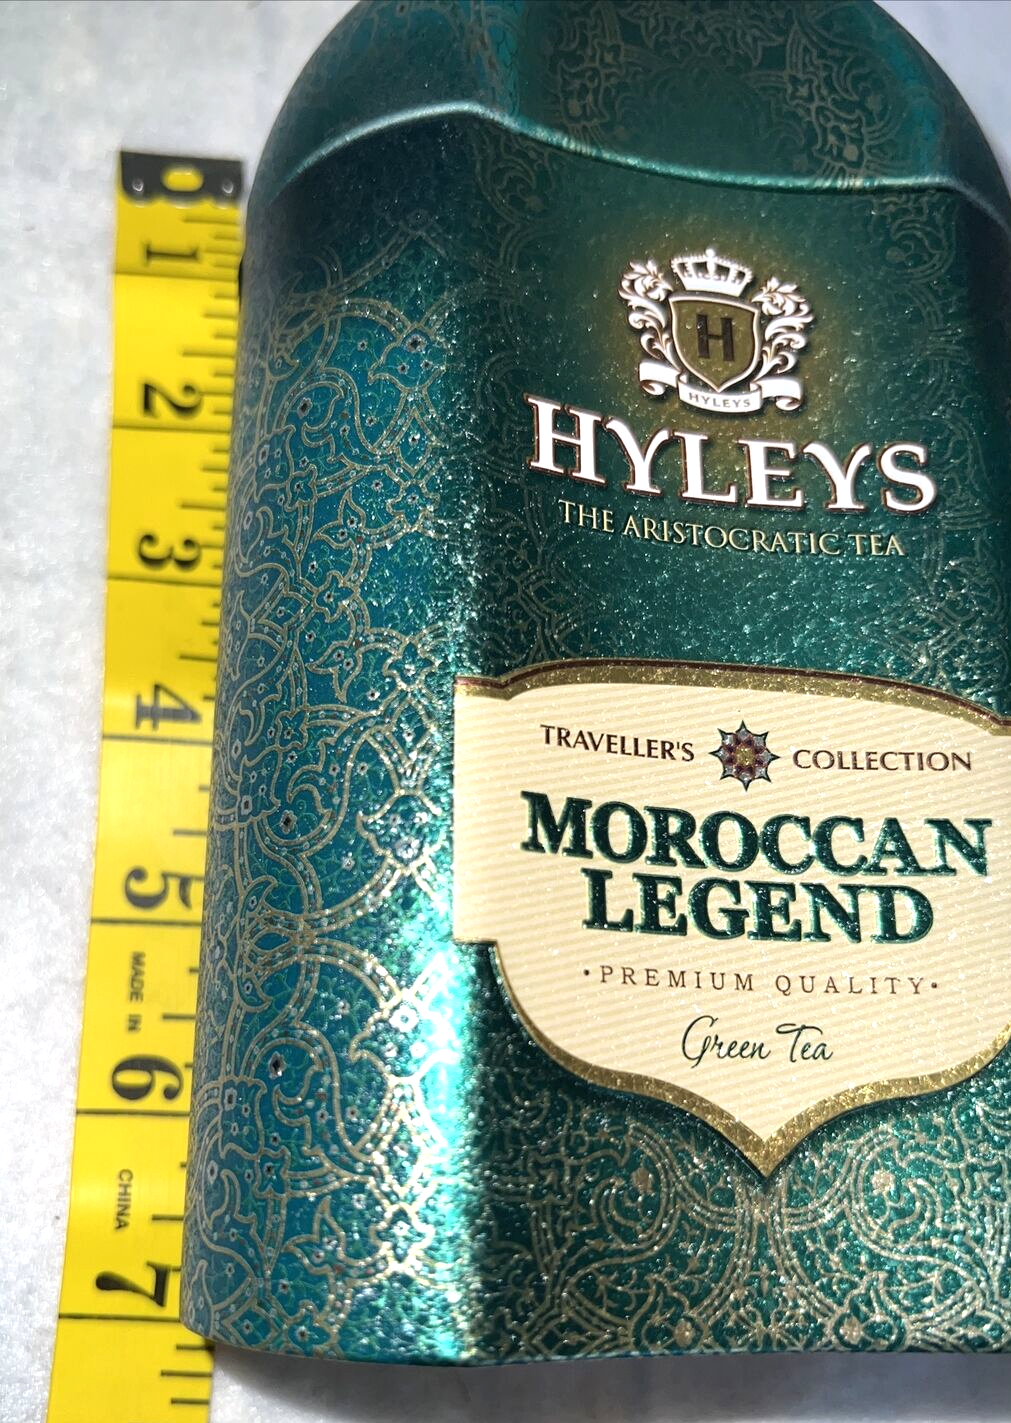 1
2
3
4
5
MADE IN
6
CHINA
7
H
HYLEYS
HYLEYS
THE ARISTOCRATIC TEA
TRAVELLER'S COLLECTION
MOROCCAN
LEGEND
•PREMIUM QUALITY•
Green Tea